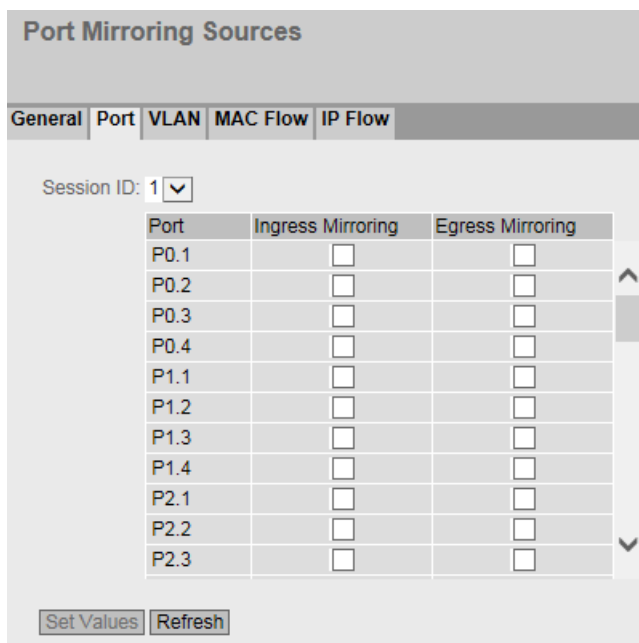 Port Mirroring Sources
General Port VLAN MAC Flow IP Flow
Session ID: 1
Port Ingress Mirroring Egress Mirroring
P0.1
P0.2
P0.3
P0.4
P1.1
P1.2
P1.3
P1.4
P2.1
P2.2
P2.3
Set Values Refresh